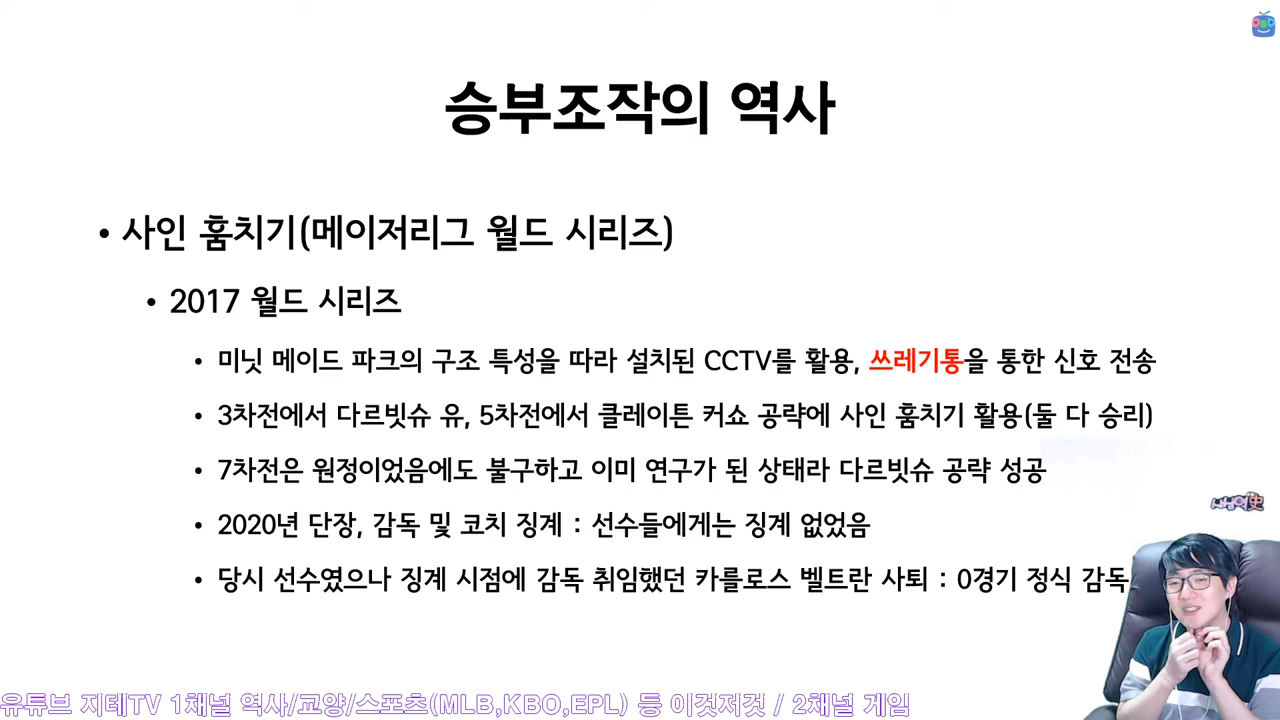 승부조작의 역사
• 사인 훔치기(메이저리그 월드 시리즈)
• 2017 월드 시리즈
• 미닛 메이드 파크의 구조 특성을 따라 설치된 CCTV를 활용, 쓰레기통을 통한 신호 전송
• 3차전에서 다르빗슈 유, 5차전에서 클레이튼 커쇼 공략에 사인 훔치기 활용(둘 다 승리)
• 7차전은 원정이었음에도 불구하고 이미 연구가 된 상태라 다르빗슈 공략 성공
• 2020년 단장, 감독 및 코치 징계 : 선수들에게는 징계 없었음
• 당시 선수였으나 징계 시점에 감독 취임했던 카를로스 벨트란 사퇴 : 0경기 정식 감독
유튜브 지테TV 1채널 역사/교양/스포츠(MLB,KBO,EPL) 등 이것저것 / 2채널 게임